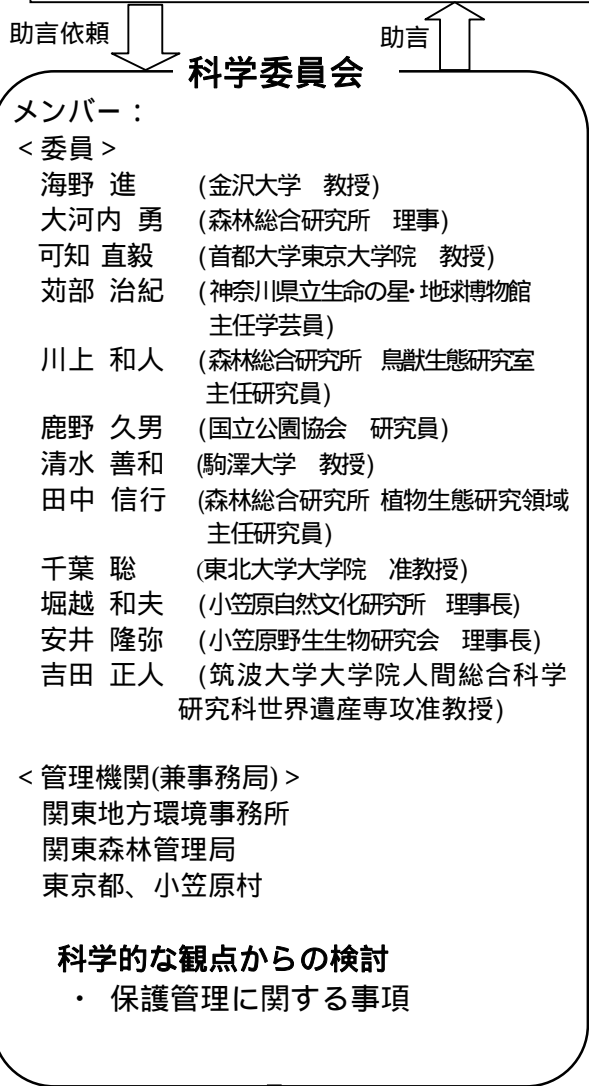 助言依頼
助言
科学委員会
メンバー：
＜委員＞
海野 進 (金沢大学 教授)
大河内 勇 (森林総合研究所 理事)
可知 直毅 (首都大学東京大学院 教授)
苅部 治紀 (神奈川県立生命の星・地球博物館
主任学芸員)
川上 和人 (森林総合研究所 鳥獣生態研究室
主任研究員)
鹿野 久男 (国立公園協会 研究員)
清水 善和 (駒澤大学 教授)
田中 信行 (森林総合研究所 植物生態研究領域
主任研究員)
千葉 聡 (東北大学大学院 准教授)
堀越 和夫 (小笠原自然文化研究所 理事長)
安井 隆弥 (小笠原野生生物研究会 理事長)
吉田 正人 (筑波大学大学院人間総合科学
研究科世界遺産専攻准教授)
＜管理機関(兼事務局)＞
関東地方環境事務所
関東森林管理局
東京都、小笠原村
科学的な観点からの検討
・ 保護管理に関する事項